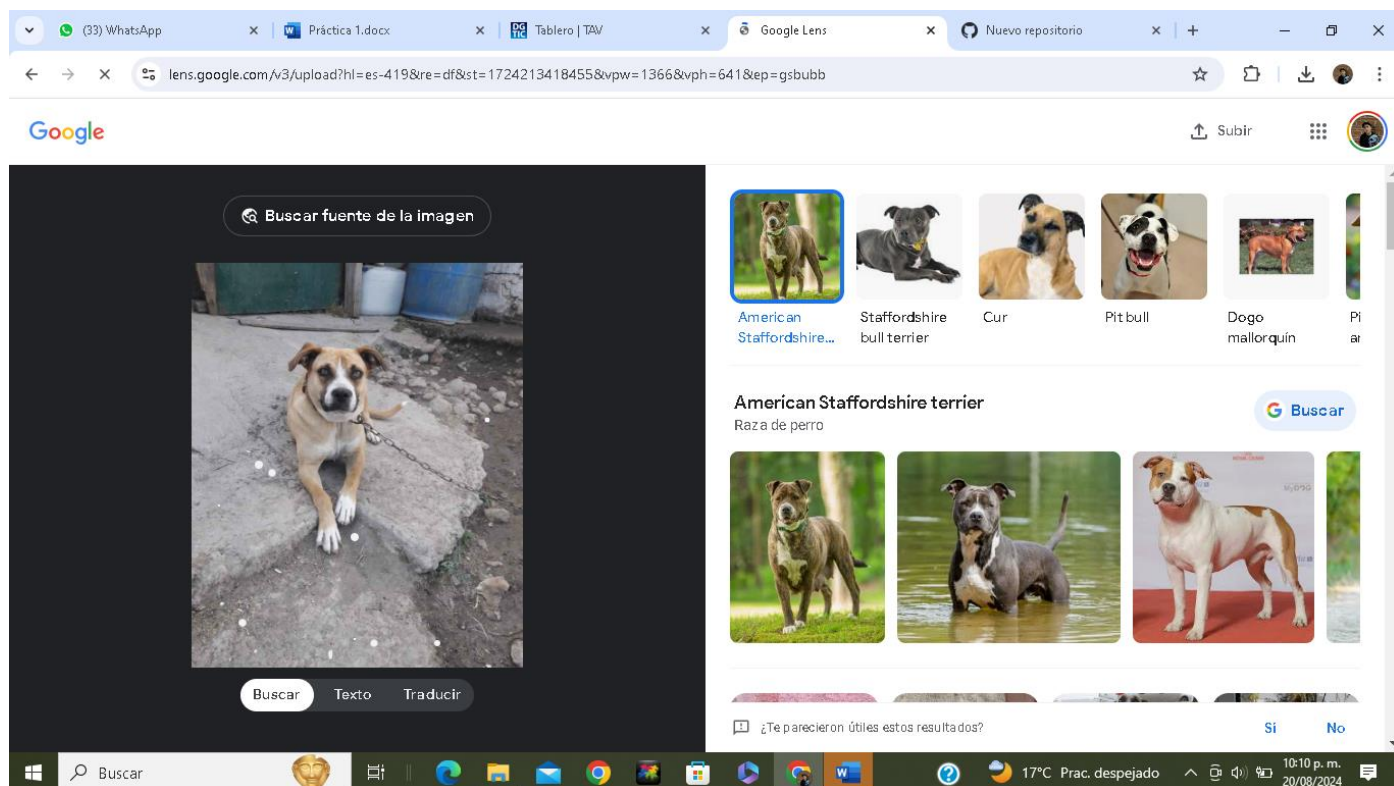 (33) WhatsApp
Práctica 1.docx
DGTIC
Tablero | TAV
Google Lens
Nuevo repositorio
lens.google.com/v3/upload?hl=es-419&re=df&st=1724213418455&vpw=1366&vph=641&ep=gsbubb
Google
Subir
Buscar fuente de la imagen
American
Staffordshire...
Staffordshire
bull terrier
Cur
Pit bull
Dogo
mallorquín
Pi
ar
American Staffordshire terrier
Raza de perro
Buscar
Buscar Texto Traducir
¿Te parecieron útiles estos resultados?
Sí No
Buscar
17°C Prac. despejado
10:10 p. m.
20/08/2024